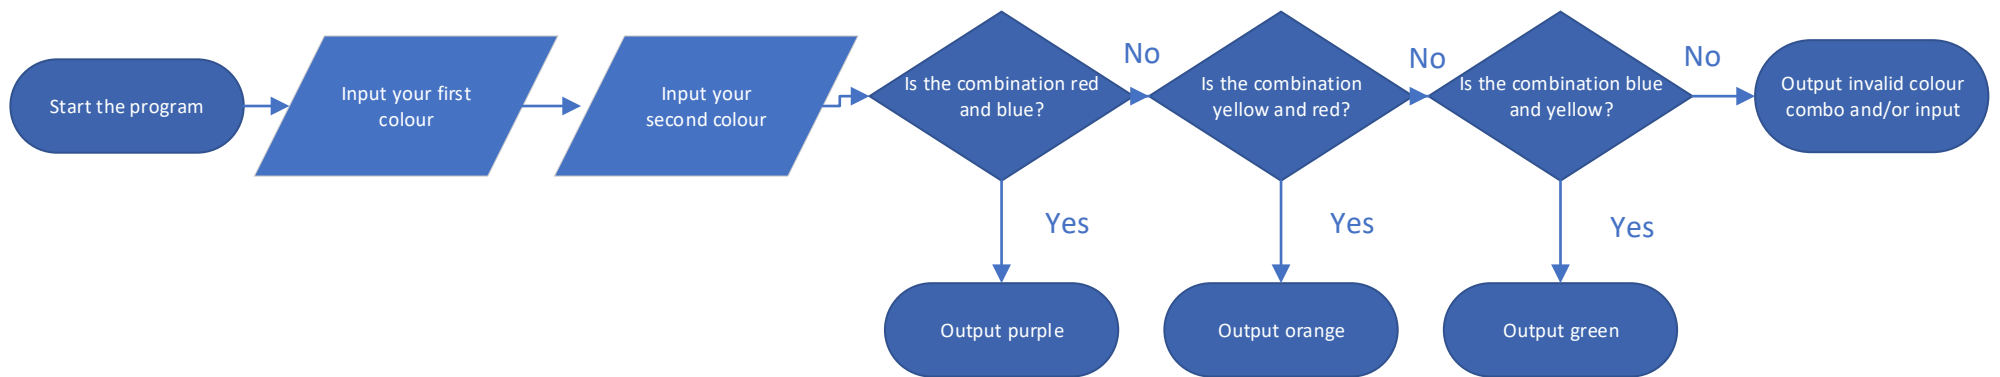 Start the program
Input your first
colour
Input your
second colour
Is the combination red
and blue?
No
Is the combination
yellow and red?
No
Is the combination blue
and yellow?
No
Output invalid colour
combo and/or input
Yes
Yes
Yes
Output purple
Output orange
Output green